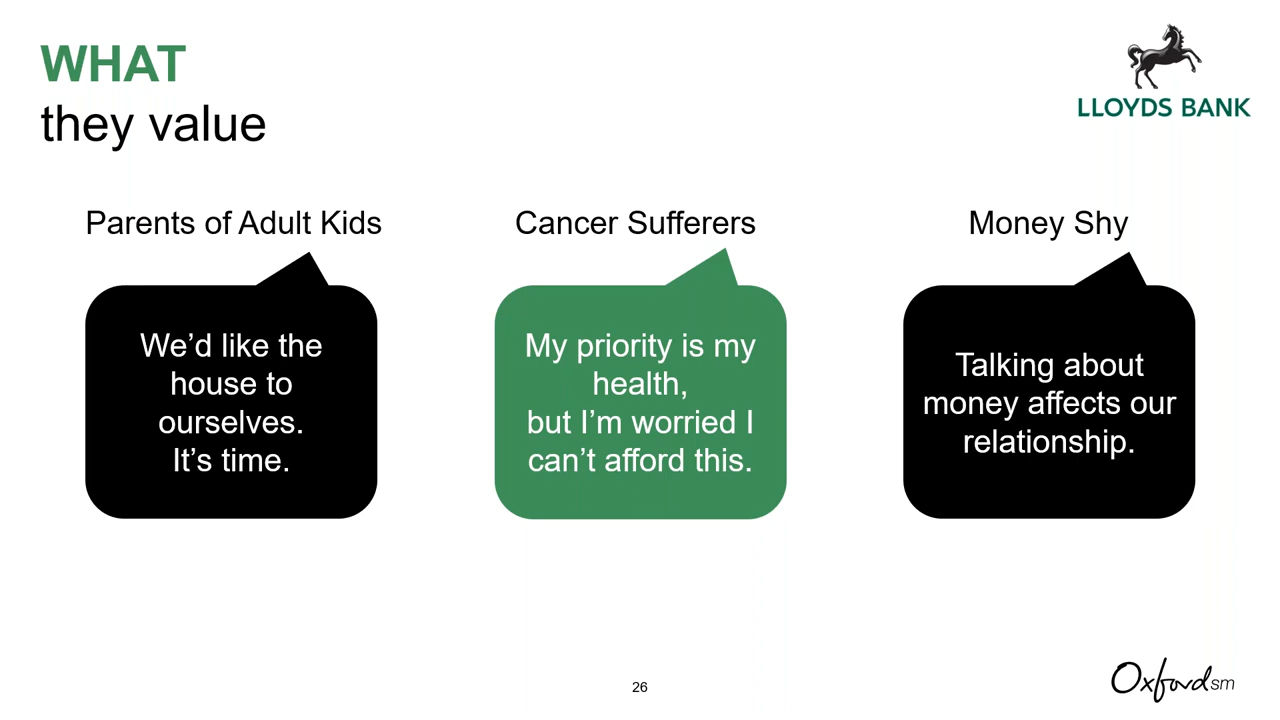 WHAT
they value
LLOYDS BANK
Parents of Adult Kids
We’d like the
house to
ourselves.
It’s time.
Cancer Sufferers
My priority is my
health,
but I’m worried I
can’t afford this.
Money Shy
Talking about
money affects our
relationship.
26
Oxford sm